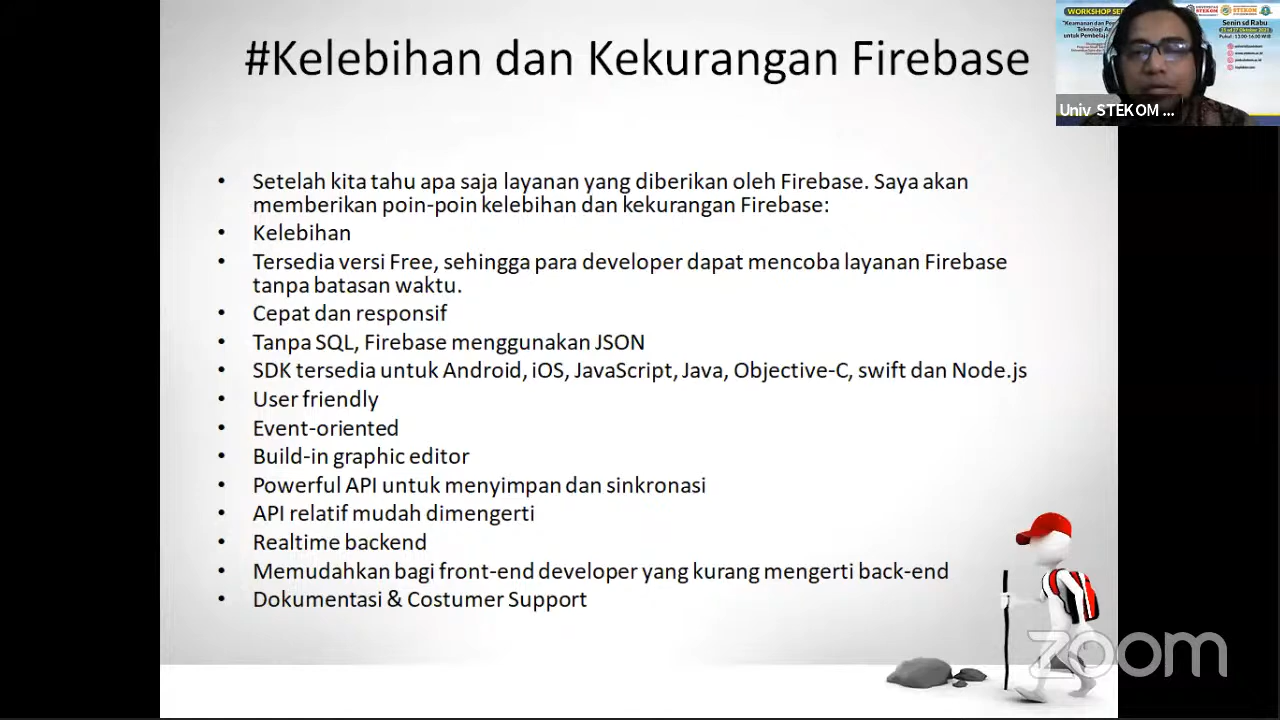 #Kelebihan dan Kekurangan Firebase
• Setelah kita tahu apa saja layanan yang diberikan oleh Firebase. Saya akan
memberikan poin-poin kelebihan dan kekurangan Firebase:
• Kelebihan
• Tersedia versi Free, sehingga para developer dapat mencoba layanan Firebase
tanpa batasan waktu.
• Cepat dan responsif
• Tanpa SQL, Firebase menggunakan JSON
• SDK tersedia untuk Android, iOS, JavaScript, Java, Objective-C, swift dan Node.js
• User friendly
• Event-oriented
• Build-in graphic editor
• Powerful API untuk menyimpan dan sinkronasi
• API relatif mudah dimengerti
• Realtime backend
• Memudahkan bagi front-end developer yang kurang mengerti back-end
• Dokumentasi & Costumer Support
WORKSHOP
STEKOM
STEKOM
Senin sd Rabu
Univ STEKOM ...
zoom